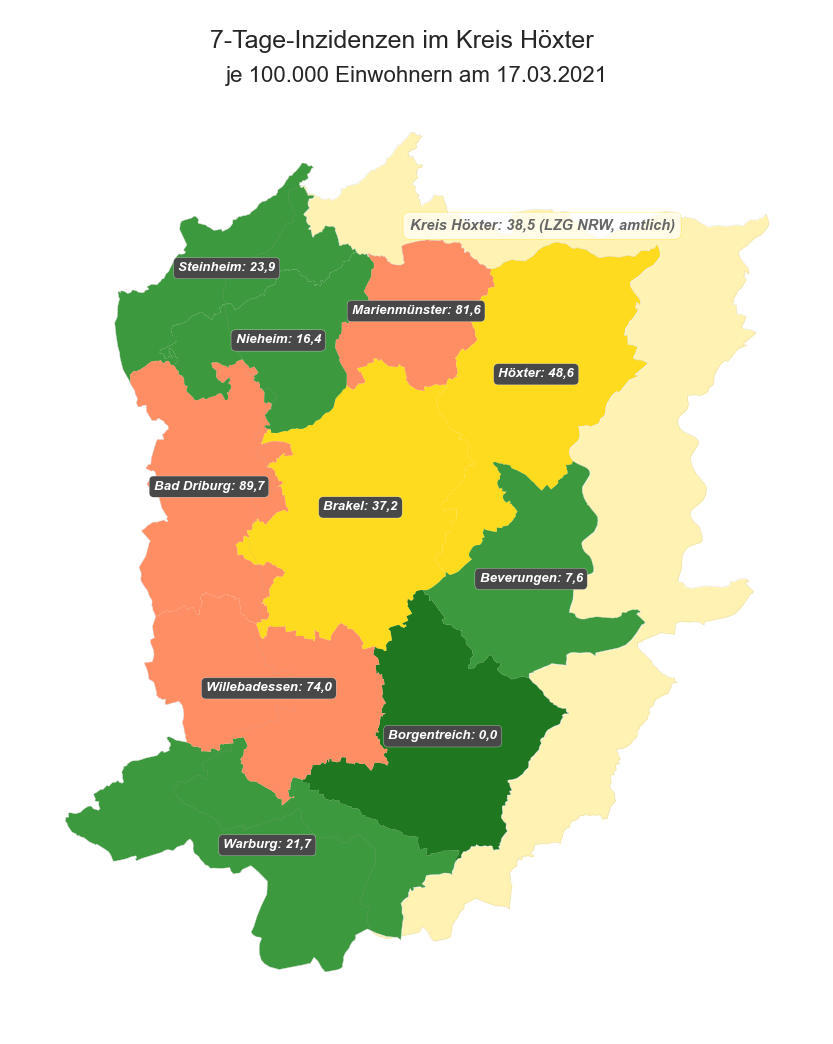 7-Tage-Inzidenzen im Kreis Höxter
je 100.000 Einwohnern am 17.03.2021
Kreis Höxter: 38,5 (LZG NRW, amtlich)
Steinheim: 23,9
Marienmünster: 81,6
Nieheim: 16,4
Höxter: 48,6
Bad Driburg: 89,7
Brakel: 37,2
Beverungen: 7,6
Willebadessen: 74,0
Borgentreich: 0,0
Warburg: 21,7